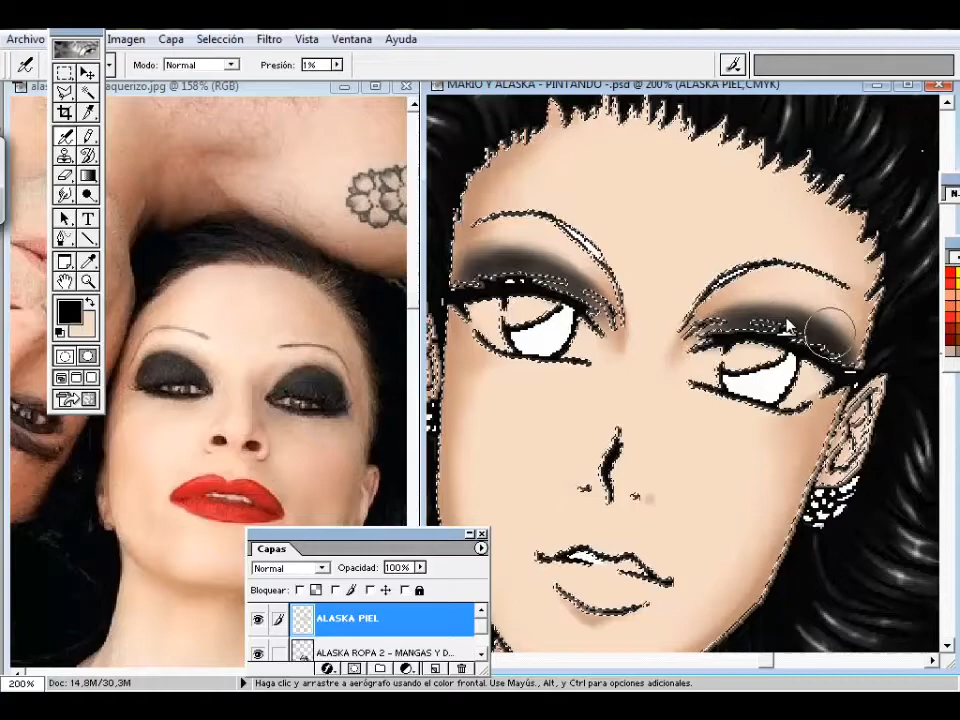 Archivo Imagen Capa Selección Filtro Vista Ventana Ayuda
Modo: Normal Presión: 1%
aquerizo.jpg @ 158% (RGB)
MARIO Y ALASKA - PINTANDO -.psd @ 200% (ALASKA PIEL,CMYK)
T
N
Capas
Normal Opacidad: 100%
Bloquear:
ALASKA PIEL
ALASKA ROPA 2 - MANGAS Y D...
200% Doc: 14,8M/30,3M Haga clic y arrastre a aerógrafo usando el color frontal. Use Mayús., Alt, y Ctrl para opciones adicionales.